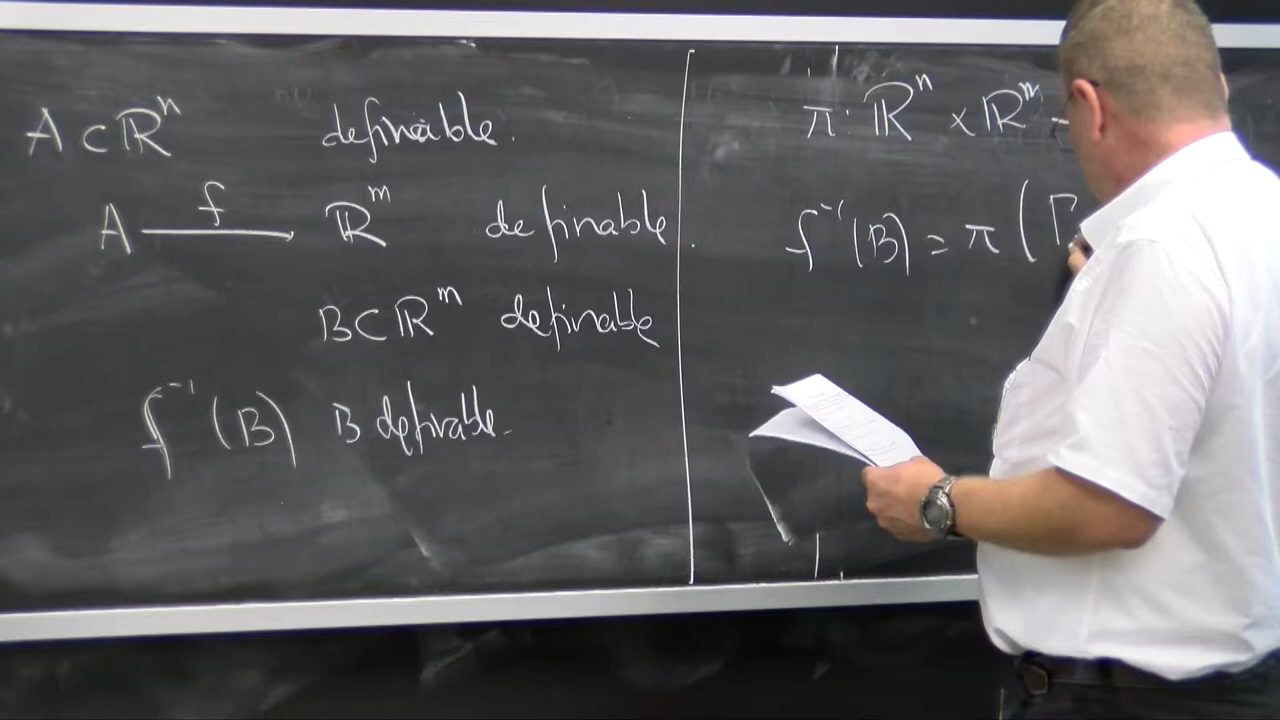 A ⊂ ℝⁿ definable.
A —f→ ℝᵐ definable.
B ⊂ ℝᵐ definable
f⁻¹(B) B definable.
π: ℝⁿ × ℝᵐ -
f⁻¹(B) = π(Γ